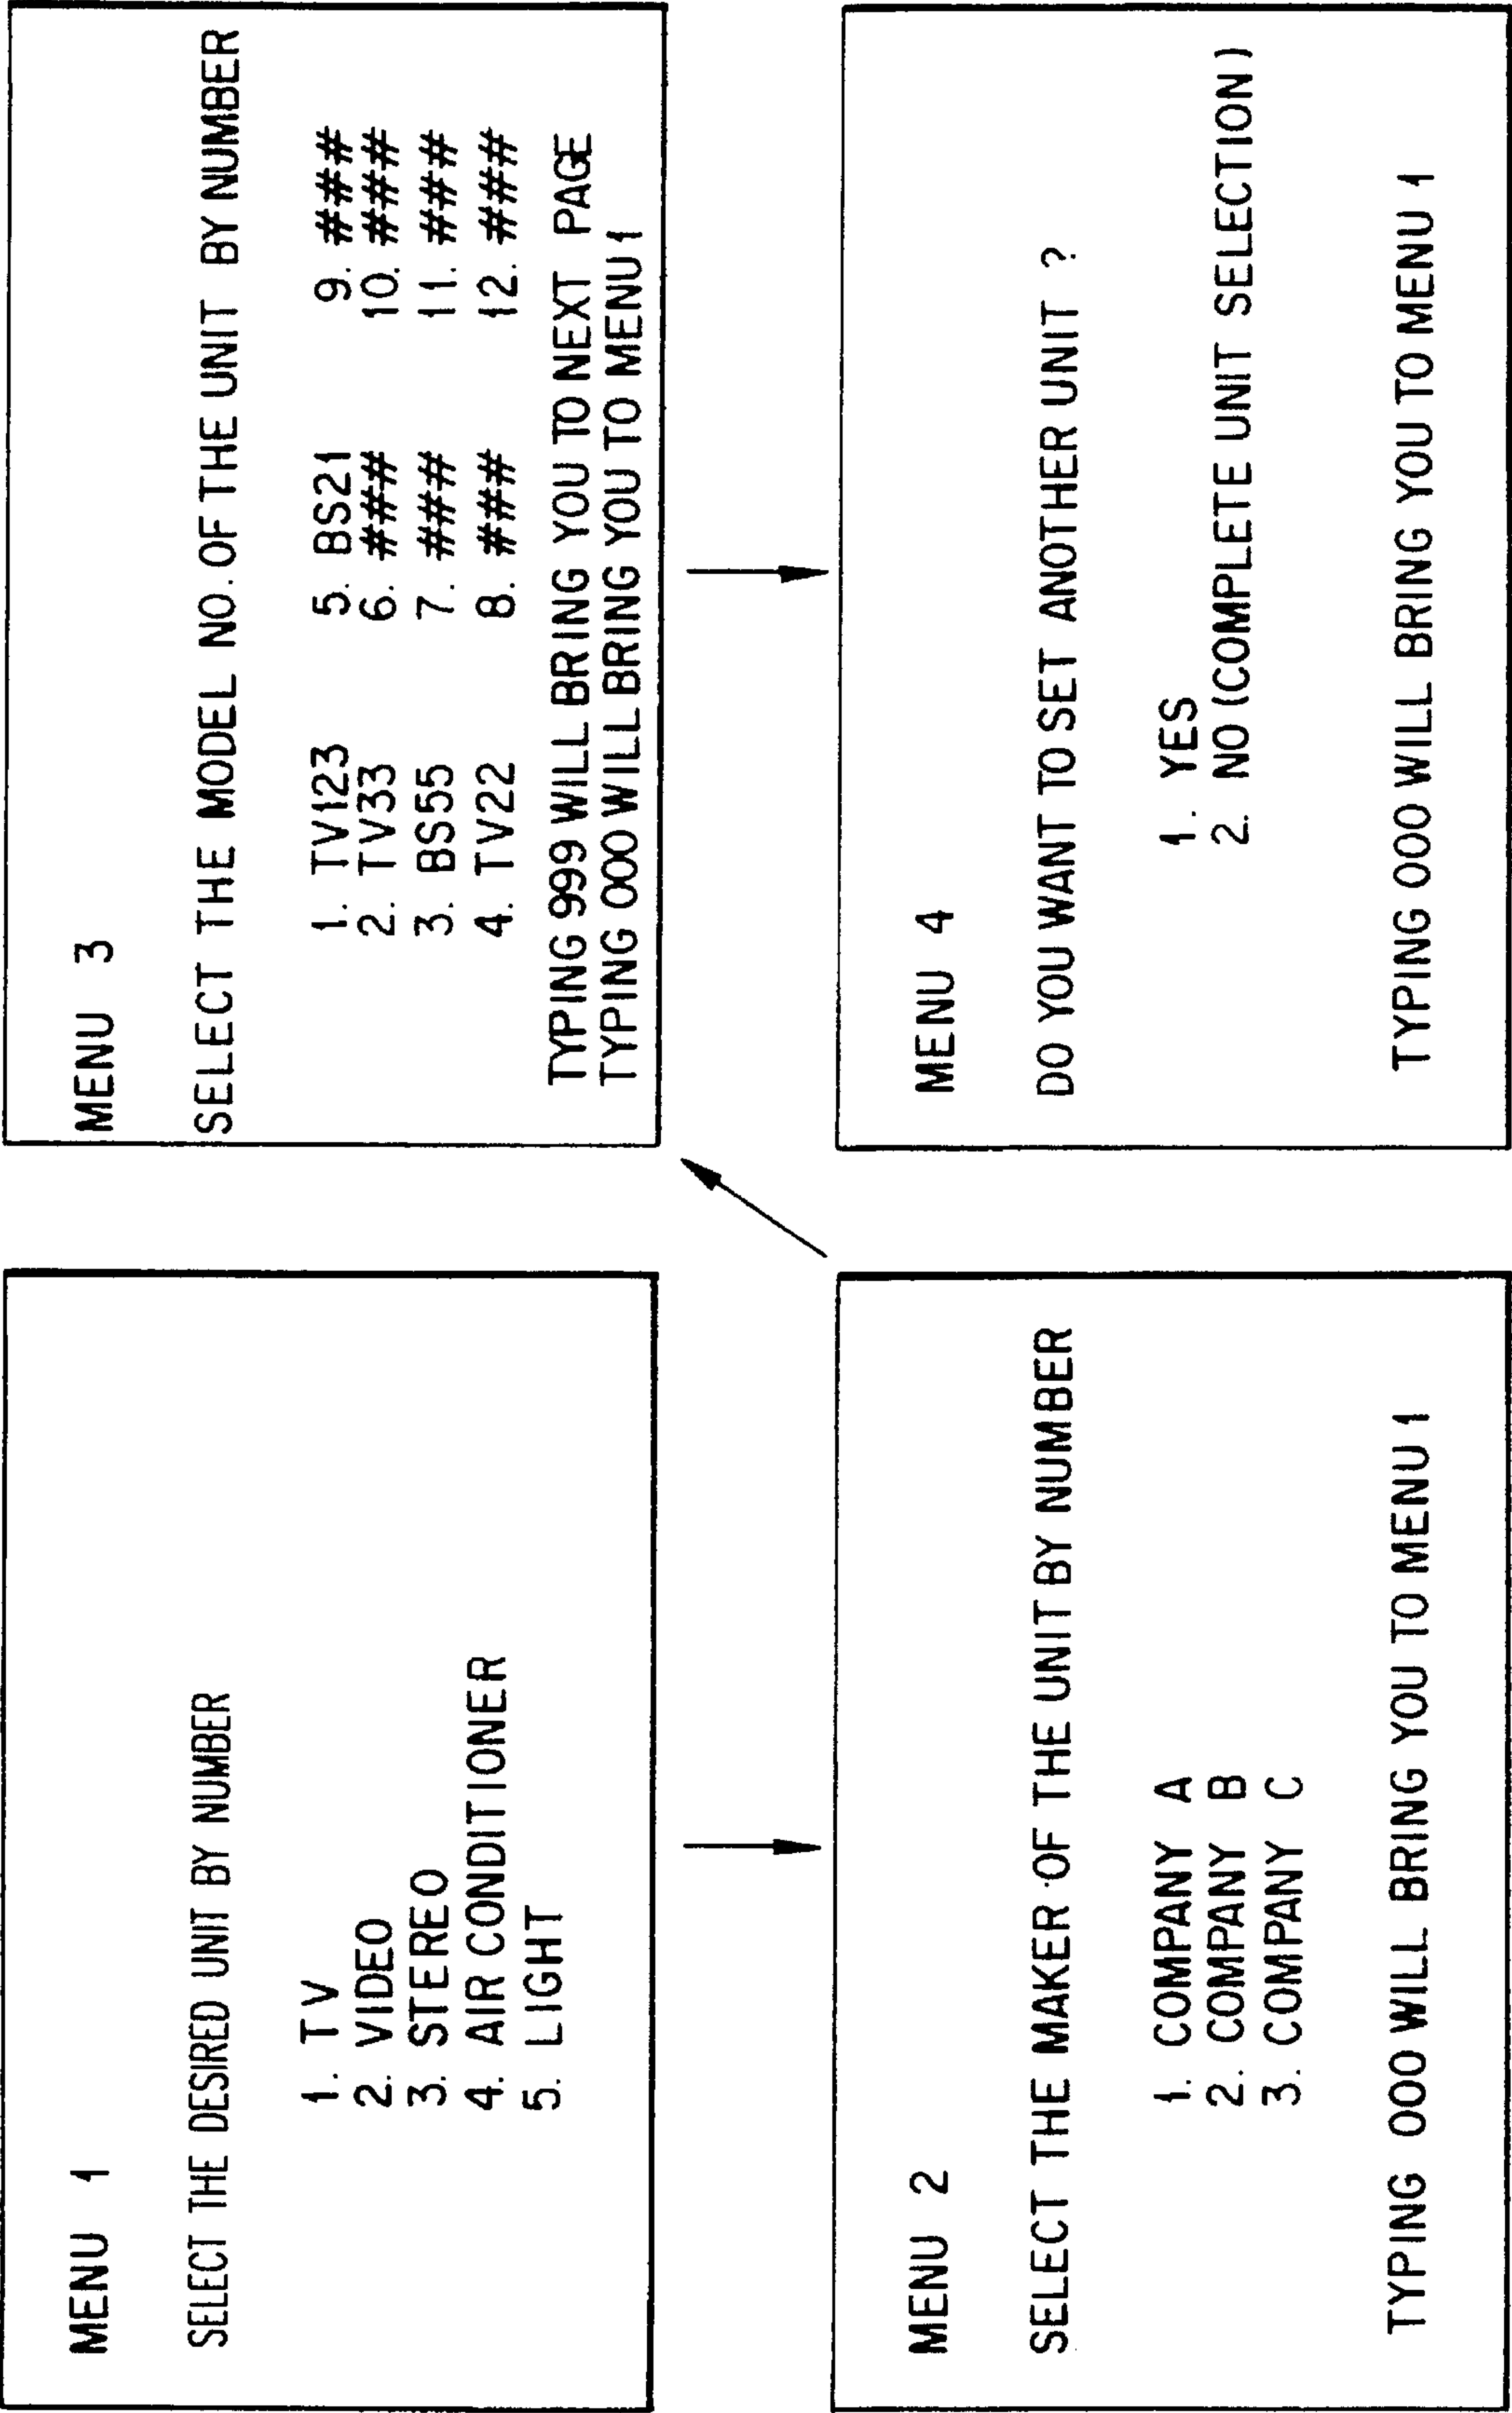 MENU 1
SELECT THE DESIRED UNIT BY NUMBER
1. TV
2. VIDEO
3. STEREO
4. AIR CONDITIONER
5. LIGHT
MENU 2
SELECT THE MAKER OF THE UNIT BY NUMBER
1. COMPANY A
2. COMPANY B
3. COMPANY C
TYPING 000 WILL BRING YOU TO MENU 1
MENU 3
SELECT THE MODEL NO. OF THE UNIT BY NUMBER
1. TV123 5. BS21 9. ###
2. TV33 6. ### 10. ###
3. BS55 7. ### 11. ###
4. TV22 8. ### 12. ###
TYPING 999 WILL BRING YOU TO NEXT PAGE
TYPING 000 WILL BRING YOU TO MENU 1
MENU 4
DO YOU WANT TO SET ANOTHER UNIT ?
1. YES
2. NO (COMPLETE UNIT SELECTION)
TYPING 000 WILL BRING YOU TO MENU 1